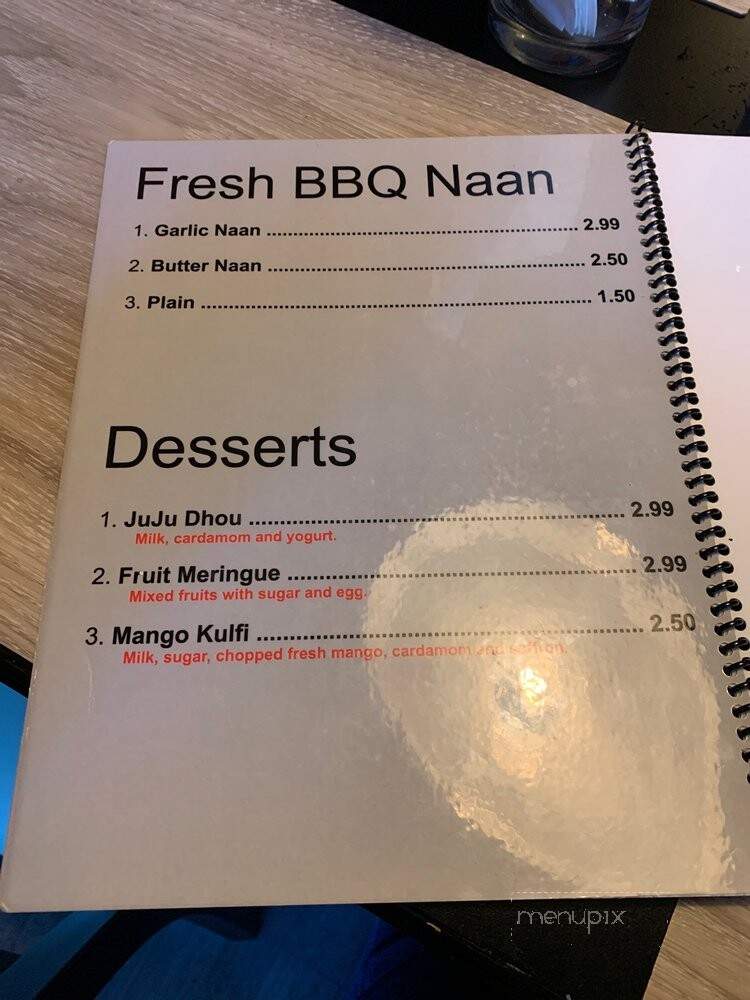 Fresh BBQ Naan
1. Garlic Naan ........................................................ 2.99
2. Butter Naan ......................................................... 2.50
3. Plain ...................................................................... 1.50
Desserts
1. JuJu Dhou ......................................................... 2.99
Milk, cardamom and yogurt.
2. Fruit Meringue ................................................... 2.99
Mixed fruits with sugar and egg.
3. Mango Kulfi ........................................................ 2.50
Milk, sugar, chopped fresh mango, cardamom and saffron.
menupix